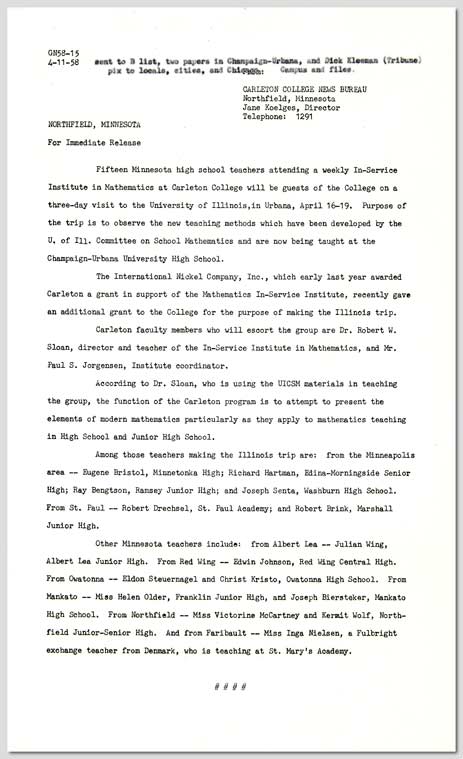 GN58-15
4-11-58
sent to B list, two papers in Champaign-Urbana, and Dick Kleeman (Tribune)
pix to locals, cities, and Campus and files.
CARLETON COLLEGE NEWS BUREAU
Northfield, Minnesota
Jane Koelges, Director
Telephone: 1291
NORTHFIELD, MINNESOTA
For Immediate Release
Fifteen Minnesota high school teachers attending a weekly In-Service
Institute in Mathematics at Carleton College will be guests of the College on a
three-day visit to the University of Illinois,in Urbana, April 16-19. Purpose of
the trip is to observe the new teaching methods which have been developed by the
U. of Ill. Committee on School Mathematics and are now being taught at the
Champaign-Urbana University High School.
The International Nickel Company, Inc., which early last year awarded
Carleton a grant in support of the Mathematics In-Service Institute, recently gave
an additional grant to the College for the purpose of making the Illinois trip.
Carleton faculty members who will escort the group are Dr. Robert W.
Sloan, director and teacher of the In-Service Institute in Mathematics, and Mr.
Paul S. Jorgensen, Institute coordinator.
According to Dr. Sloan, who is using the UICSM materials in teaching
the group, the function of the Carleton program is to attempt to present the
elements of modern mathematics particularly as they apply to mathematics teaching
in High School and Junior High School.
Among those teachers making the Illinois trip are: from the Minneapolis
area -- Eugene Bristol, Minnetonka High; Richard Hartman, Edina-Morningside Senior
High; Ray Bengtson, Ramsey Junior High; and Joseph Senta, Washburn High School.
From St. Paul -- Robert Drechsel, St. Paul Academy; and Robert Brink, Marshall
Junior High.
Other Minnesota teachers include: from Albert Lea -- Julian Wing,
Albert Lea Junior High. From Red Wing -- Edwin Johnson, Red Wing Central High.
From Owatonna -- Eldon Steuernagel and Christ Kristo, Owatonna High School. From
Mankato -- Miss Helen Older, Franklin Junior High, and Joseph Biersteker, Mankato
High School. From Northfield -- Miss Victorine McCartney and Kermit Wolf, North-
field Junior-Senior High. And from Faribault -- Miss Inga Nielsen, a Fulbright
exchange teacher from Denmark, who is teaching at St. Mary's Academy.
# # # #